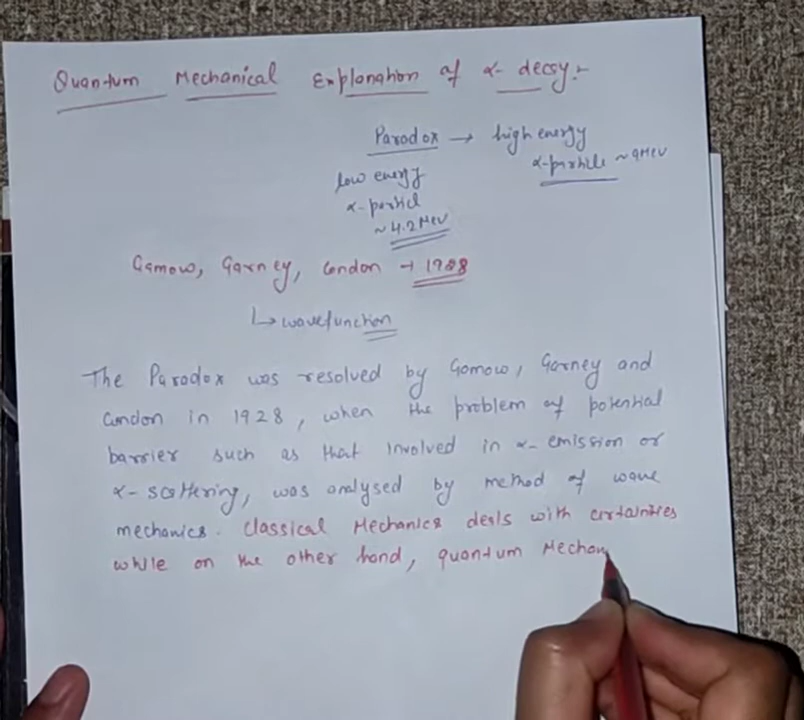 Quantum Mechanical Explanation of α- decay:-
Paradox → high energy
α-particle ~9MeV
low energy
α-particl
~4.2MeV
Gamow, Garney, Condon → 1928
↳ wavefunction
The Paradox was resolved by Gamow, Garney and
Condon in 1928, when the problem of potential
barrier such as that involved in α- emission or
α- scattering, was analysed by method of wave
mechanics. Classical Mechanics deals with certainties
while on the other hand, quantum Mechan